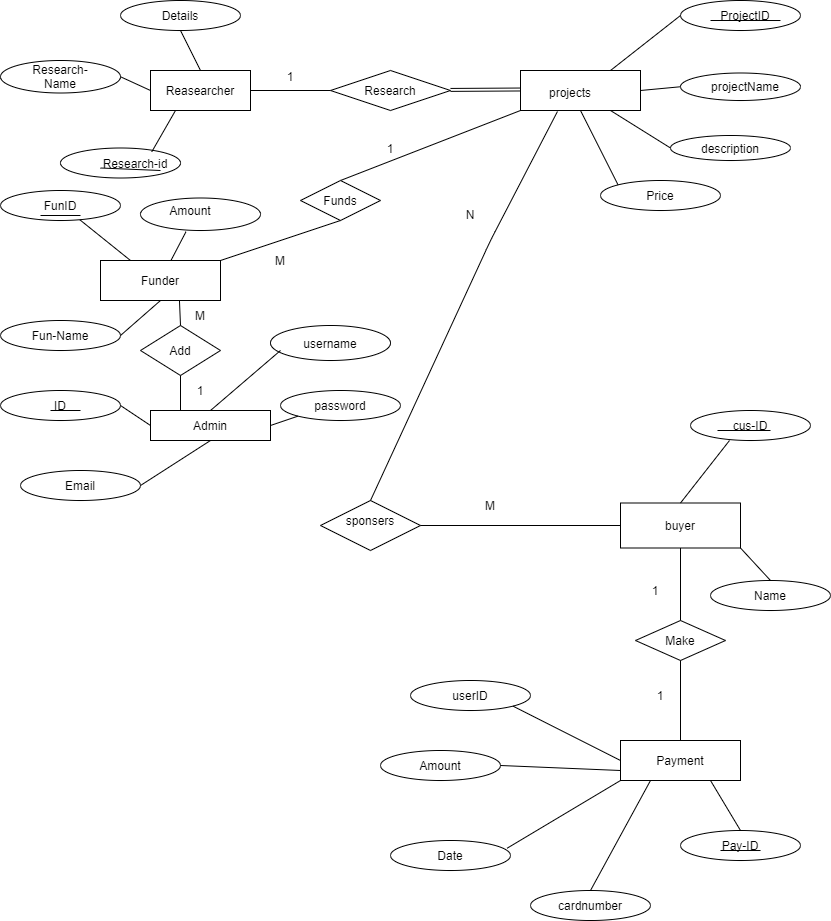 Details
ProjectID
Research-
Name
Reasearcher
1
Research
projects
projectName
description
1
Research-id
Price
FunID
Amount
Funds
N
M
Funder
M
Fun-Name
Add
username
1
ID
Admin
password
cus-ID
Email
M
sponsers
buyer
1
Name
Make
userID
1
Amount
Payment
Date
Pay-ID
cardnumber